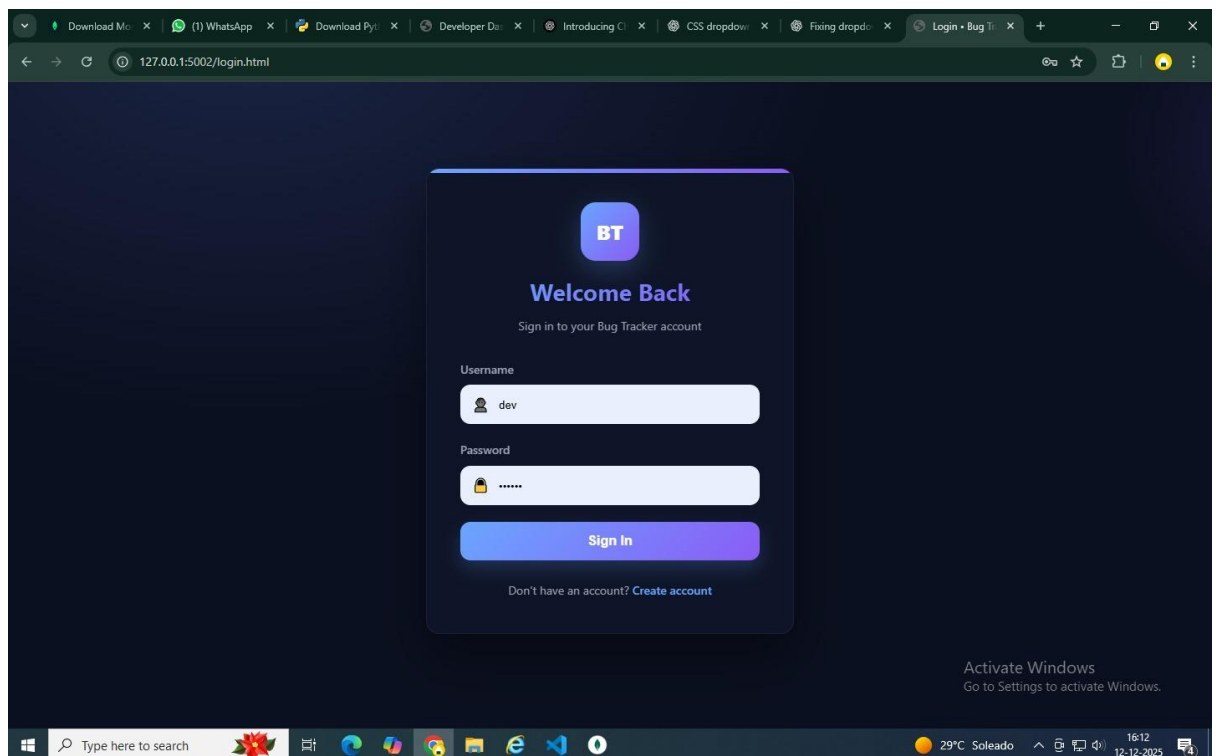 Download Mo
(1) WhatsApp
Download Pyt
Developer Das
Introducing Cl
CSS dropdown
Fixing dropdo
Login • Bug Tr
127.0.0.1:5002/login.html
BT
Welcome Back
Sign in to your Bug Tracker account
Username
dev
Password
••••••
Sign In
Don't have an account? Create account
Activate Windows
Go to Settings to activate Windows.
Type here to search
29°C Soleado
16:12
12-12-2025
4